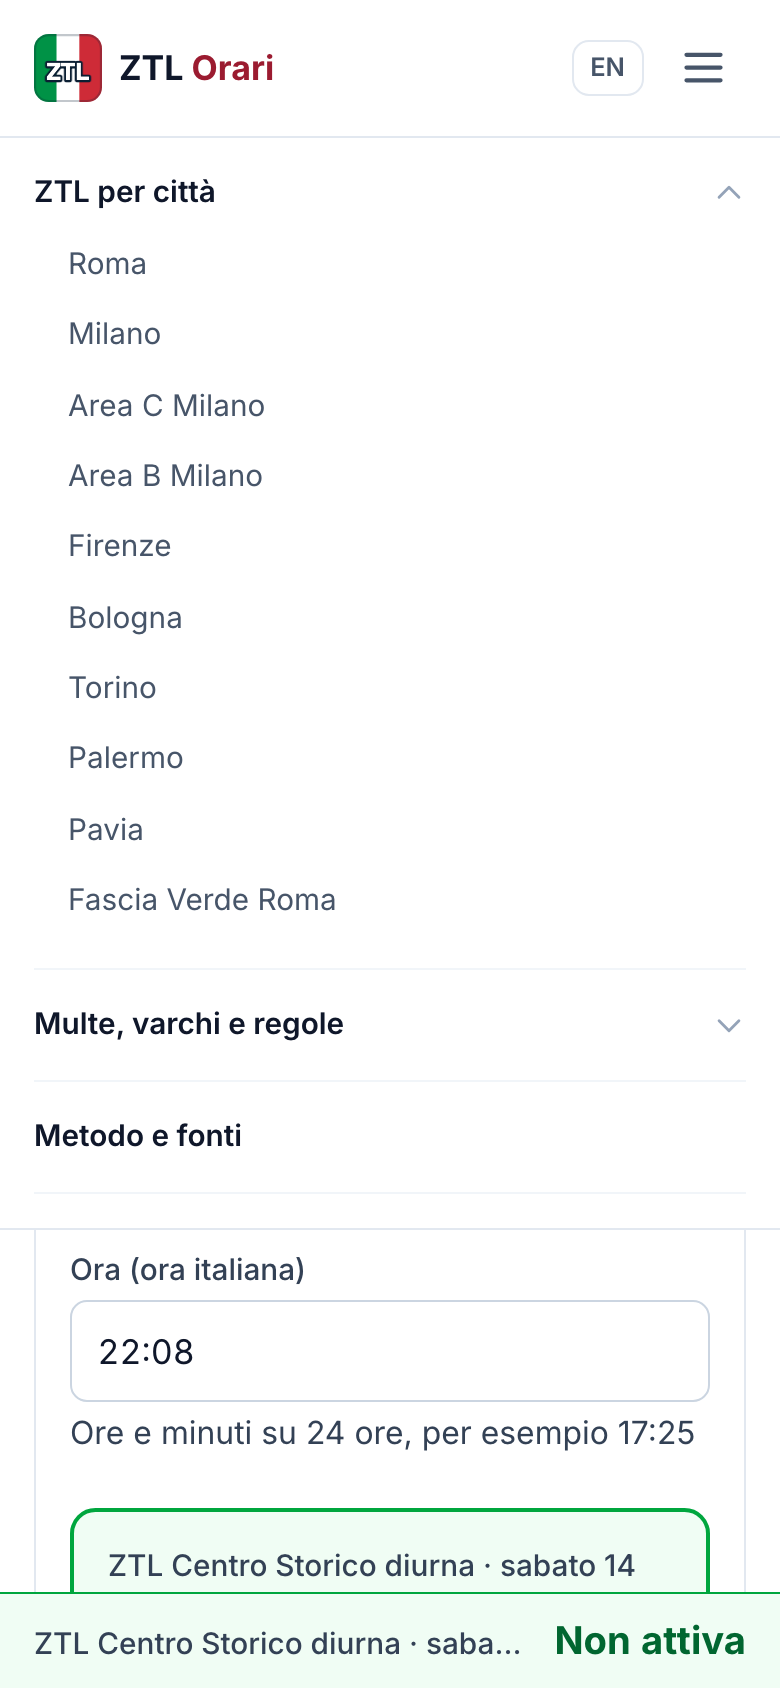 ZTL
ZTL Orari
EN
ZTL per città
Roma
Milano
Area C Milano
Area B Milano
Firenze
Bologna
Torino
Palermo
Pavia
Fascia Verde Roma
Multe, varchi e regole
Metodo e fonti
Ora (ora italiana)
22:08
Ore e minuti su 24 ore, per esempio 17:25
ZTL Centro Storico diurna · sabato 14
ZTL Centro Storico diurna · saba...
Non attiva